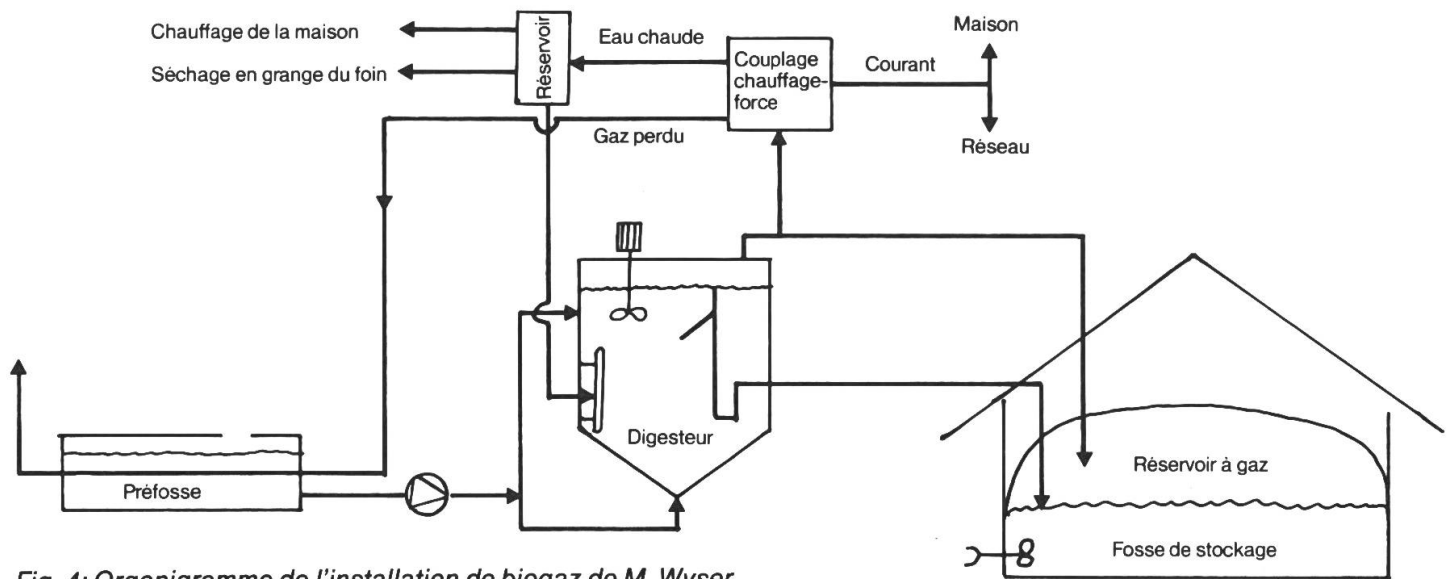 Chauffage de la maison
Séchage en grange du foin
Réservoir
Eau chaude
Couplage
chauffage-
force
Courant
Maison
Réseau
Gaz perdu
Digesteur
Préfosse
Réservoir à gaz
Fosse de stockage
Fig. 4: Organigramme de l'installation de biogaz de M. Wyser